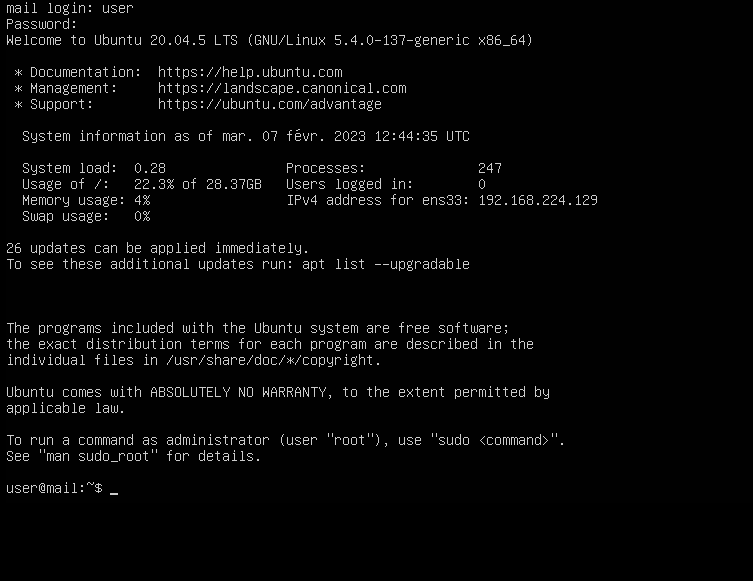 mail login: user
Password:
Welcome to Ubuntu 20.04.5 LTS (GNU/Linux 5.4.0-137-generic x86_64)
* Documentation:  https://help.ubuntu.com
* Management:     https://landscape.canonical.com
* Support:        https://ubuntu.com/advantage
System information as of mar. 07 févr. 2023 12:44:35 UTC
System load:  0.28               Processes:              247
Usage of /:   22.3% of 28.37GB   Users logged in:        0
Memory usage: 4%                 IPv4 address for ens33: 192.168.224.129
Swap usage:   0%
26 updates can be applied immediately.
To see these additional updates run: apt list --upgradable
The programs included with the Ubuntu system are free software;
the exact distribution terms for each program are described in the
individual files in /usr/share/doc/*/copyright.
Ubuntu comes with ABSOLUTELY NO WARRANTY, to the extent permitted by
applicable law.
To run a command as administrator (user "root"), use "sudo <command>".
See "man sudo_root" for details.
user@mail:~$ _